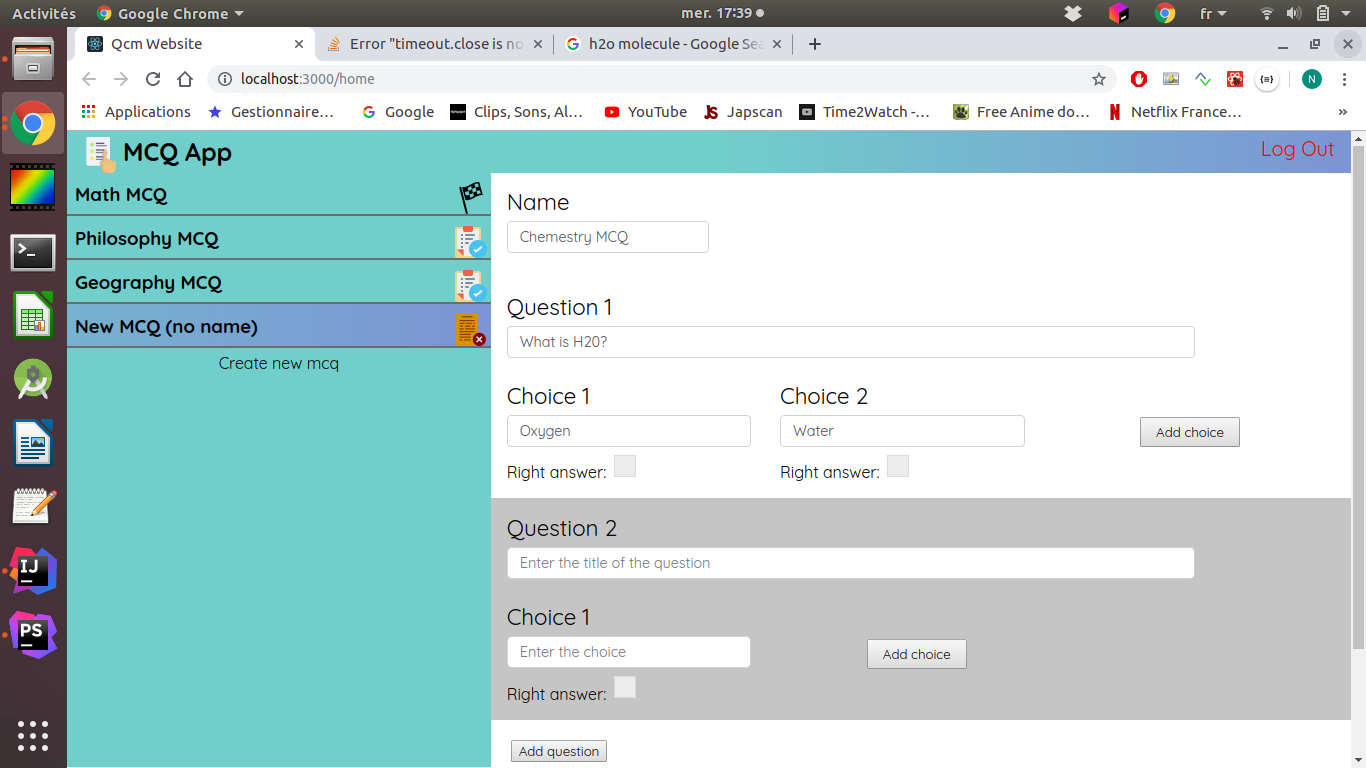 Activités Google Chrome mer. 17:39 fr
Qcm Website Error "timeout.close is no h2o molecule - Google Sea
localhost:3000/home
Applications Gestionnaire… Google Clips, Sons, Al… YouTube JS Japscan Time2Watch -… Free Anime do… Netflix France… »
MCQ App Log Out
Math MCQ
Philosophy MCQ
Geography MCQ
New MCQ (no name)
Create new mcq
Name
Chemestry MCQ
Question 1
What is H20?
Choice 1 Choice 2
Oxygen Water Add choice
Right answer: Right answer:
Question 2
Enter the title of the question
Choice 1
Enter the choice Add choice
Right answer:
Add question
IJ
PS
N